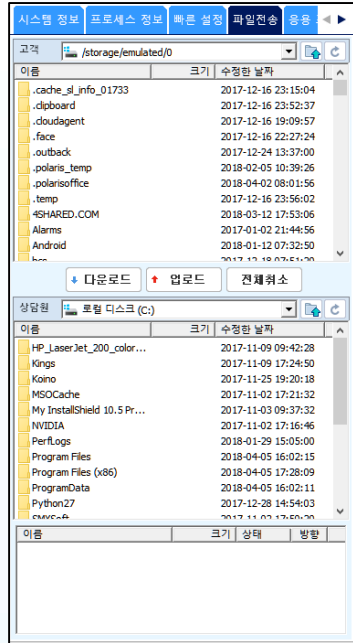 시스템 정보 프로세스 정보 빠른 설정 파일전송 응용
고객 /storage/emulated/0
이름 크기 수정한 날짜
.cache_sl_info_01733 2017-12-16 23:15:04
.clipboard 2017-12-16 23:52:37
.cloudagent 2017-12-16 19:09:57
.face 2017-12-16 22:27:24
.outback 2017-12-24 13:37:00
.polaris_temp 2018-02-05 10:39:26
.polarisoffice 2018-04-02 08:01:56
.temp 2017-12-16 23:56:02
4SHARED.COM 2018-03-12 17:53:06
Alarms 2017-01-02 21:44:56
Android 2018-01-12 07:32:50
2017-12-18 07:51:20
다운로드 업로드 전체취소
상담원 로컬 디스크 (C:)
이름 크기 수정한 날짜
HP_LaserJet_200_color... 2017-11-09 09:42:28
Kings 2017-11-09 17:24:50
Koino 2017-11-25 19:20:18
MSOCache 2017-11-02 17:21:32
My InstallShield 10.5 Pr... 2017-11-03 09:37:32
NVIDIA 2017-11-02 17:16:46
PerfLogs 2018-01-29 15:05:00
Program Files 2018-04-05 16:02:15
Program Files (x86) 2018-04-05 17:28:09
ProgramData 2018-04-05 16:02:11
Python27 2017-12-28 14:54:03
이름 크기 상태 방향